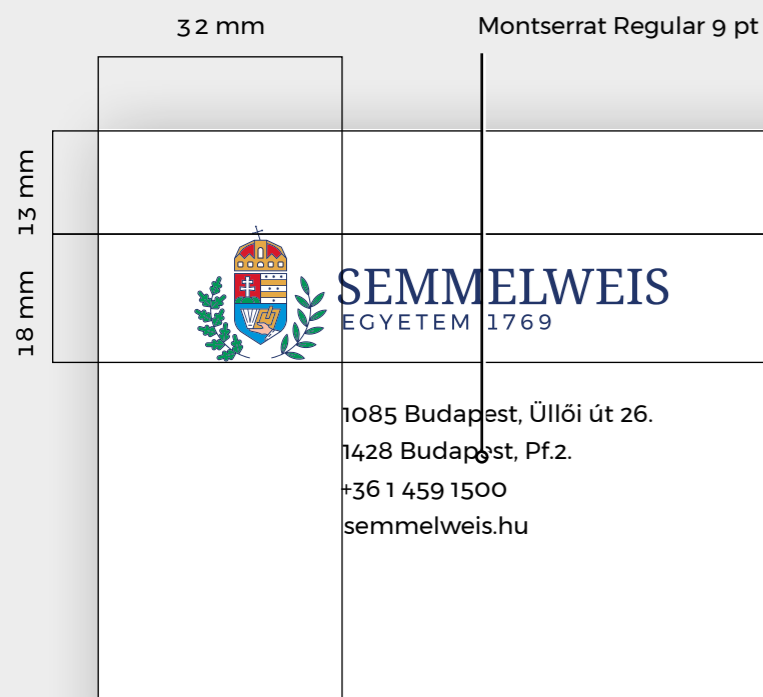 32 mm
Montserrat Regular 9 pt
13 mm
18 mm
SEMMELWEIS
EGYETEM 1769
1085 Budapest, Üllői út 26.
1428 Budapest, Pf.2.
+36 1 459 1500
semmelweis.hu